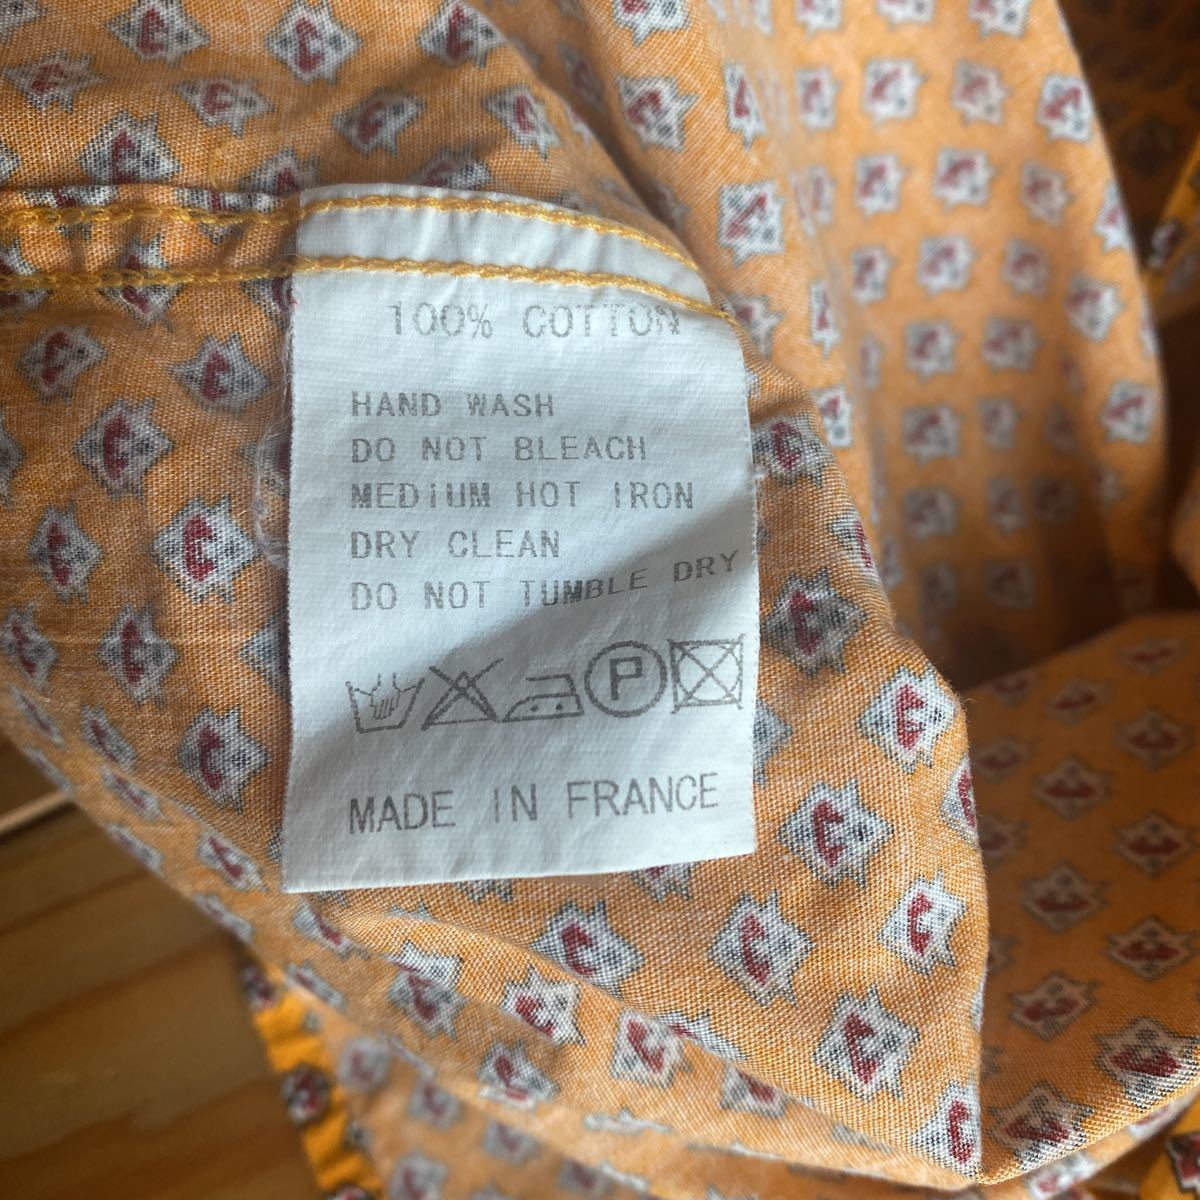 100% COTTON
HAND WASH
DO NOT BLEACH
MEDIUM HOT IRON
DRY CLEAN
DO NOT TUMBLE DRY
P
MADE IN FRANCE